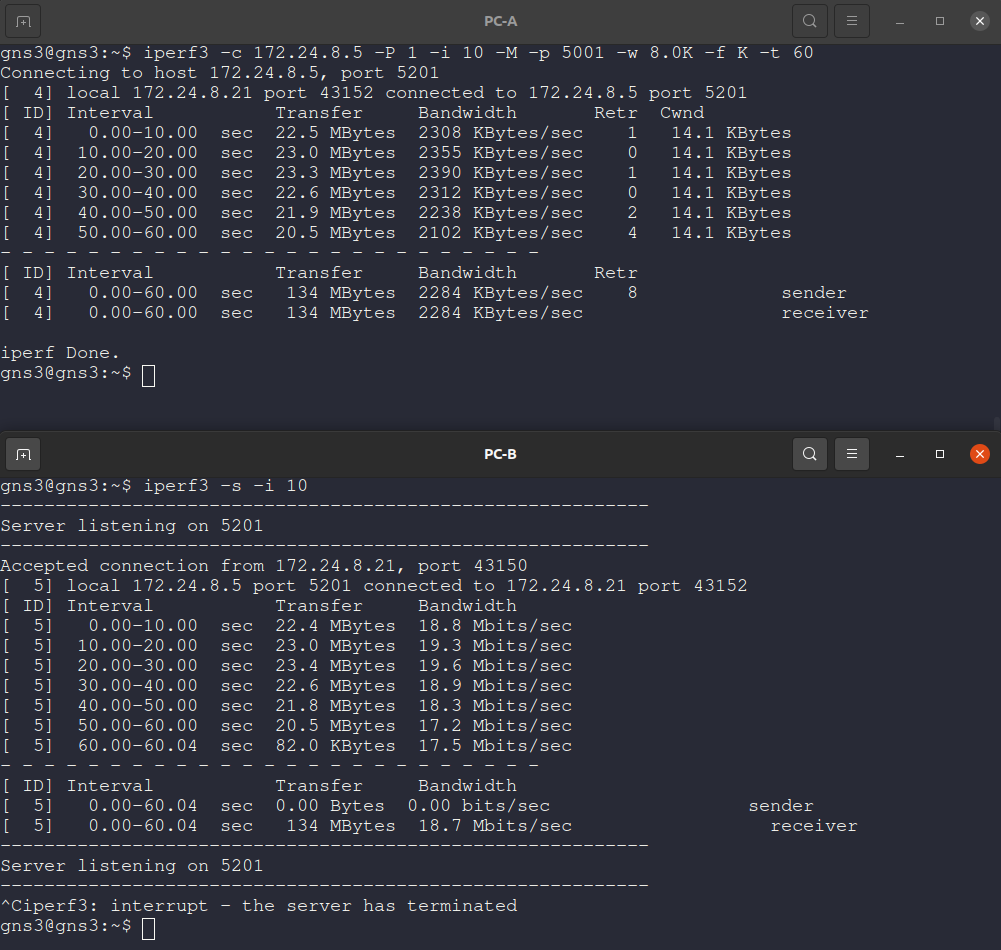 PC-A
gns3@gns3:~$ iperf3 -c 172.24.8.5 -P 1 -i 10 -M -p 5001 -w 8.0K -f K -t 60
Connecting to host 172.24.8.5, port 5201
[  4] local 172.24.8.21 port 43152 connected to 172.24.8.5 port 5201
[ ID] Interval           Transfer     Bandwidth       Retr  Cwnd
[  4]   0.00-10.00  sec  22.5 MBytes  2308 KBytes/sec    1   14.1 KBytes
[  4]  10.00-20.00  sec  23.0 MBytes  2355 KBytes/sec    0   14.1 KBytes
[  4]  20.00-30.00  sec  23.3 MBytes  2390 KBytes/sec    1   14.1 KBytes
[  4]  30.00-40.00  sec  22.6 MBytes  2312 KBytes/sec    0   14.1 KBytes
[  4]  40.00-50.00  sec  21.9 MBytes  2238 KBytes/sec    2   14.1 KBytes
[  4]  50.00-60.00  sec  20.5 MBytes  2102 KBytes/sec    4   14.1 KBytes
- - - - - - - - - - - - - - - - - - - - - - - - -
[ ID] Interval           Transfer     Bandwidth       Retr
[  4]   0.00-60.00  sec   134 MBytes  2284 KBytes/sec    8             sender
[  4]   0.00-60.00  sec   134 MBytes  2284 KBytes/sec                  receiver
iperf Done.
gns3@gns3:~$
PC-B
gns3@gns3:~$ iperf3 -s -i 10
-----------------------------------------------------------
Server listening on 5201
-----------------------------------------------------------
Accepted connection from 172.24.8.21, port 43150
[  5] local 172.24.8.5 port 5201 connected to 172.24.8.21 port 43152
[ ID] Interval           Transfer     Bandwidth
[  5]   0.00-10.00  sec  22.4 MBytes  18.8 Mbits/sec
[  5]  10.00-20.00  sec  23.0 MBytes  19.3 Mbits/sec
[  5]  20.00-30.00  sec  23.4 MBytes  19.6 Mbits/sec
[  5]  30.00-40.00  sec  22.6 MBytes  18.9 Mbits/sec
[  5]  40.00-50.00  sec  21.8 MBytes  18.3 Mbits/sec
[  5]  50.00-60.00  sec  20.5 MBytes  17.2 Mbits/sec
[  5]  60.00-60.04  sec  82.0 KBytes  17.5 Mbits/sec
- - - - - - - - - - - - - - - - - - - - - - - - -
[ ID] Interval           Transfer     Bandwidth
[  5]   0.00-60.04  sec  0.00 Bytes  0.00 bits/sec                  sender
[  5]   0.00-60.04  sec   134 MBytes  18.7 Mbits/sec                  receiver
-----------------------------------------------------------
Server listening on 5201
-----------------------------------------------------------
^Ciperf3: interrupt - the server has terminated
gns3@gns3:~$